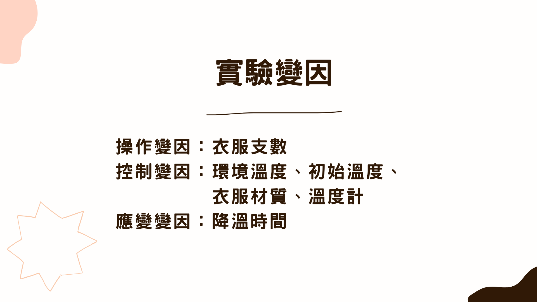 實驗變因
操作變因：衣服支數
控制變因：環境溫度、初始溫度、
衣服材質、溫度計
應變變因：降溫時間